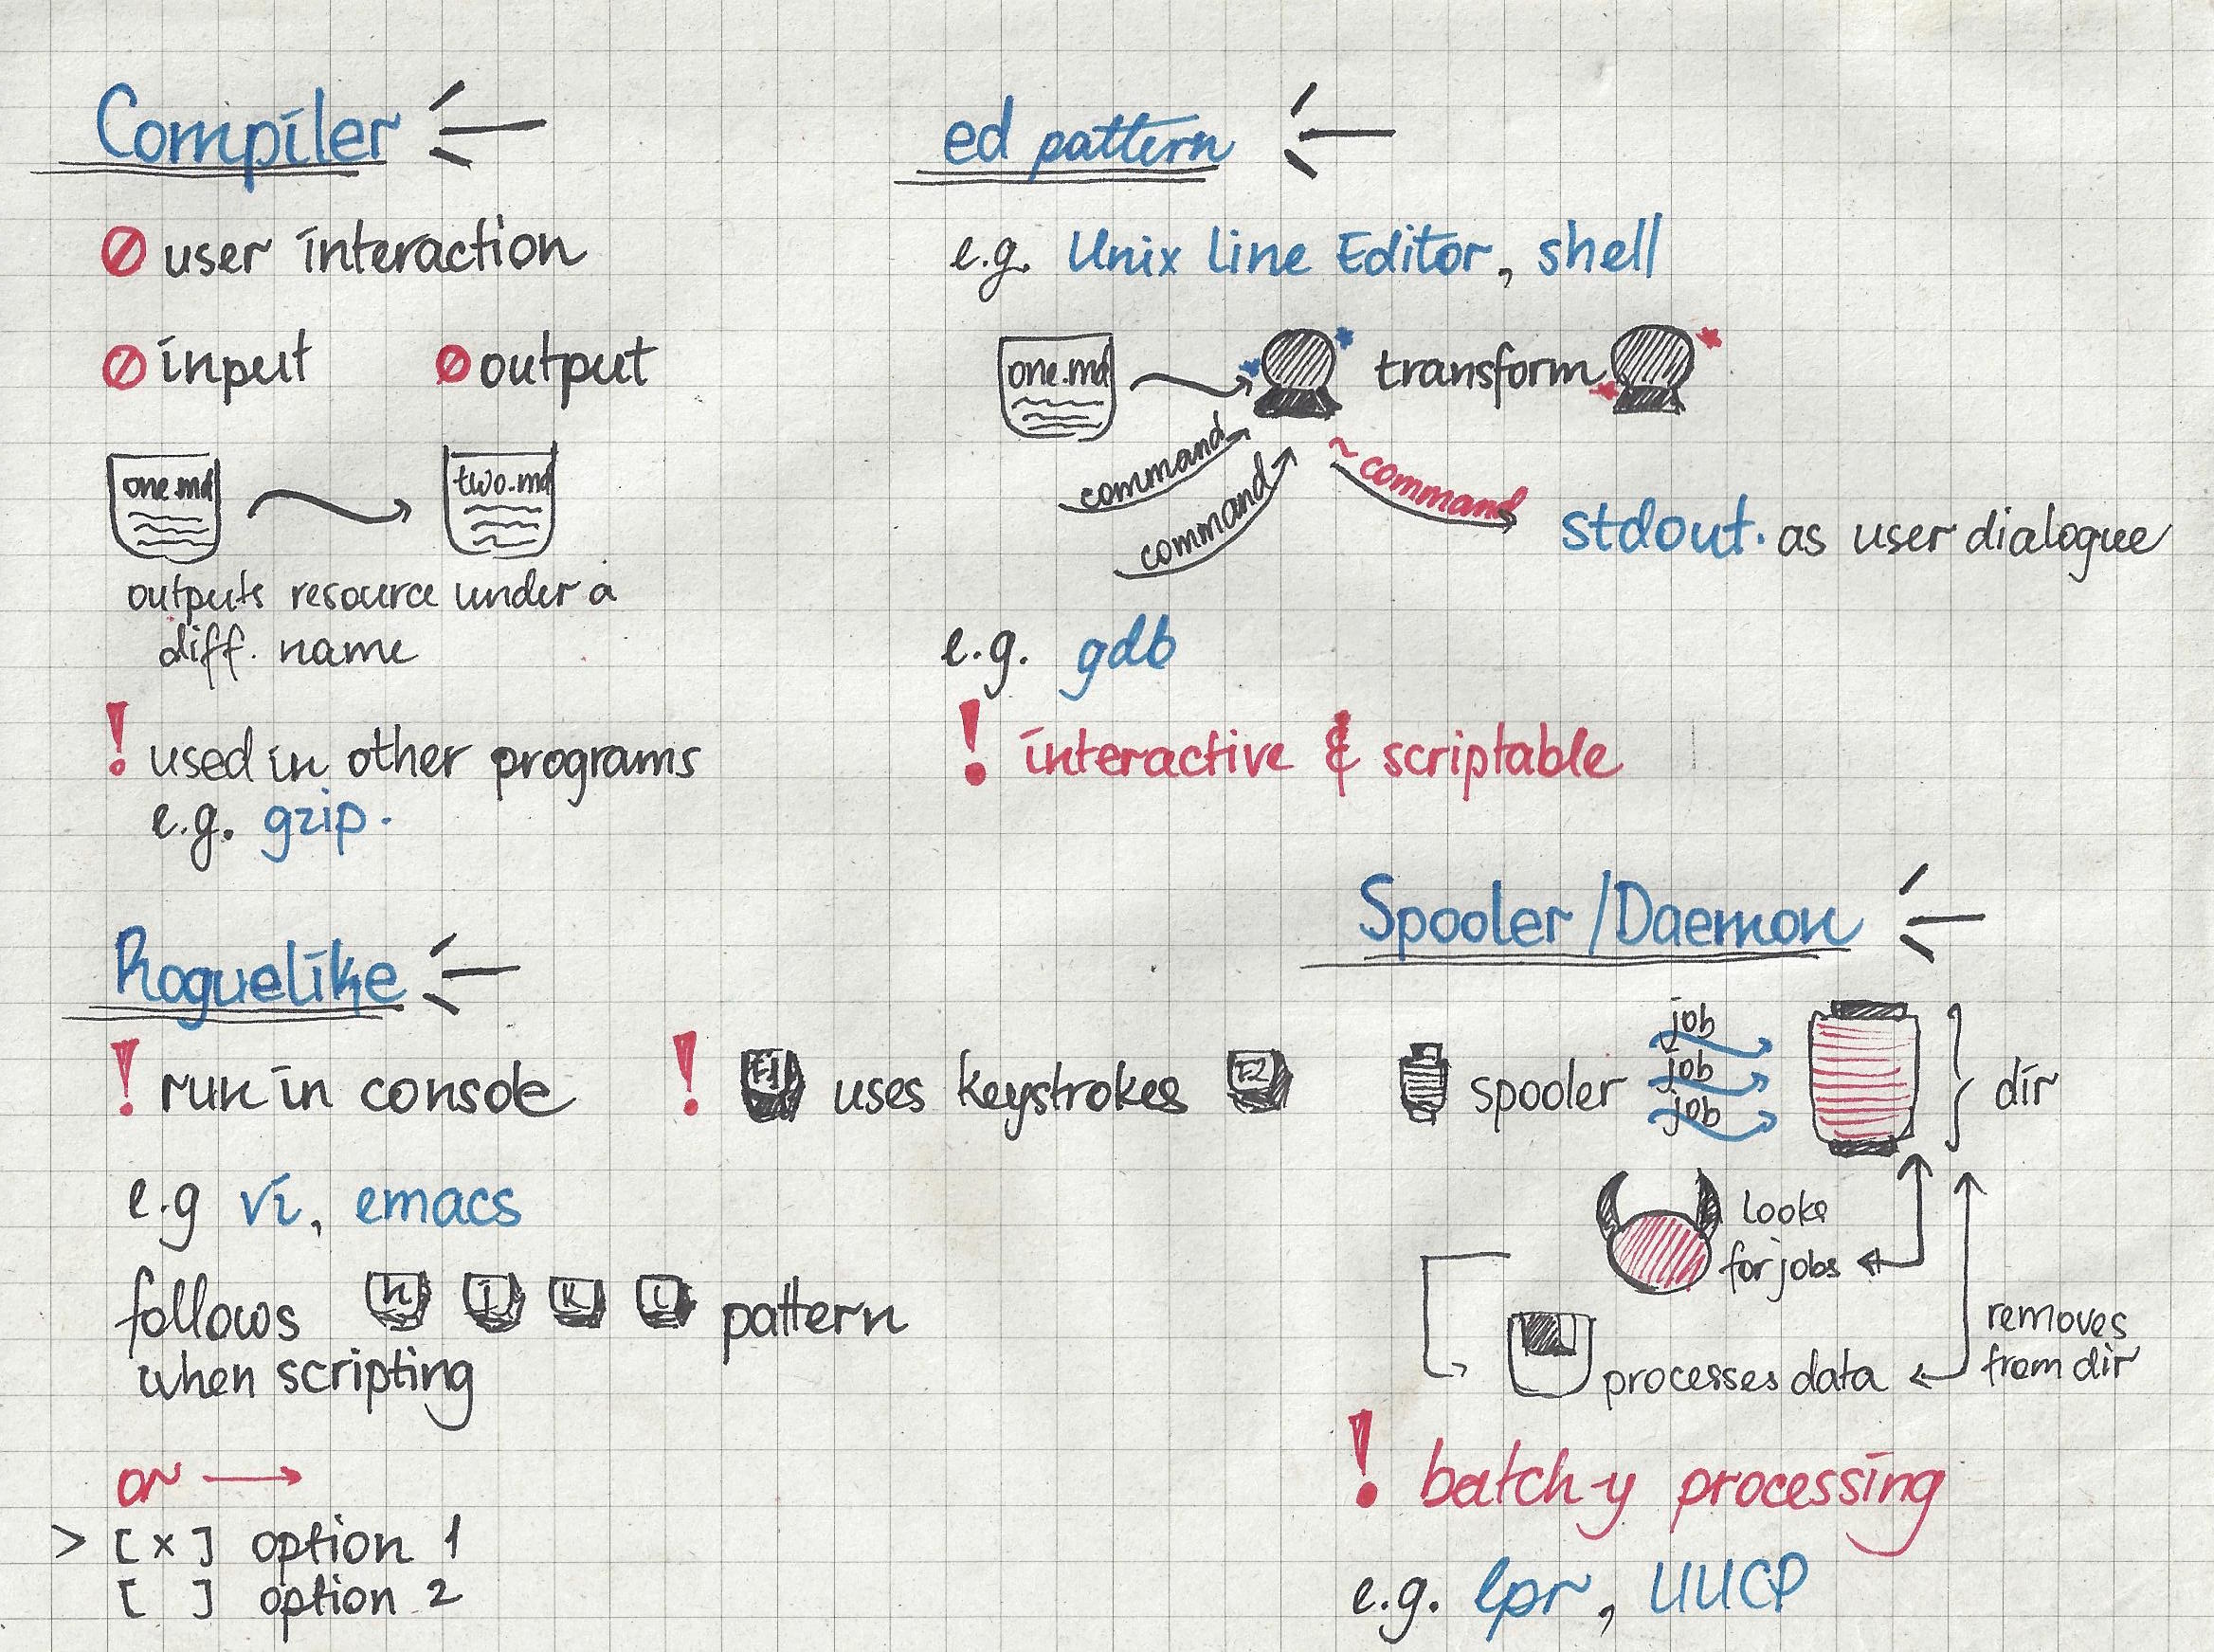 Compiler
user interaction
input output
one.md two.md
outputs resource under a
diff. name
! used in other programs
e.g. gzip.
ed pattern
e.g. Unix Line Editor, shell
one.md transform
command
command
~ command
stdout. as user dialogue
e.g. gdb
! interactive & scriptable
Roguelike
! run in console ! F1 uses keystrokes F2
e.g vi, emacs
follows h j k l pattern
when scripting
or →
> [x] option 1
[ ] option 2
Spooler/Daemon
job
job
job
spooler dir
looks
for jobs
removes
from dir
processes data
! batch-y processing
e.g. lpr, UUCP